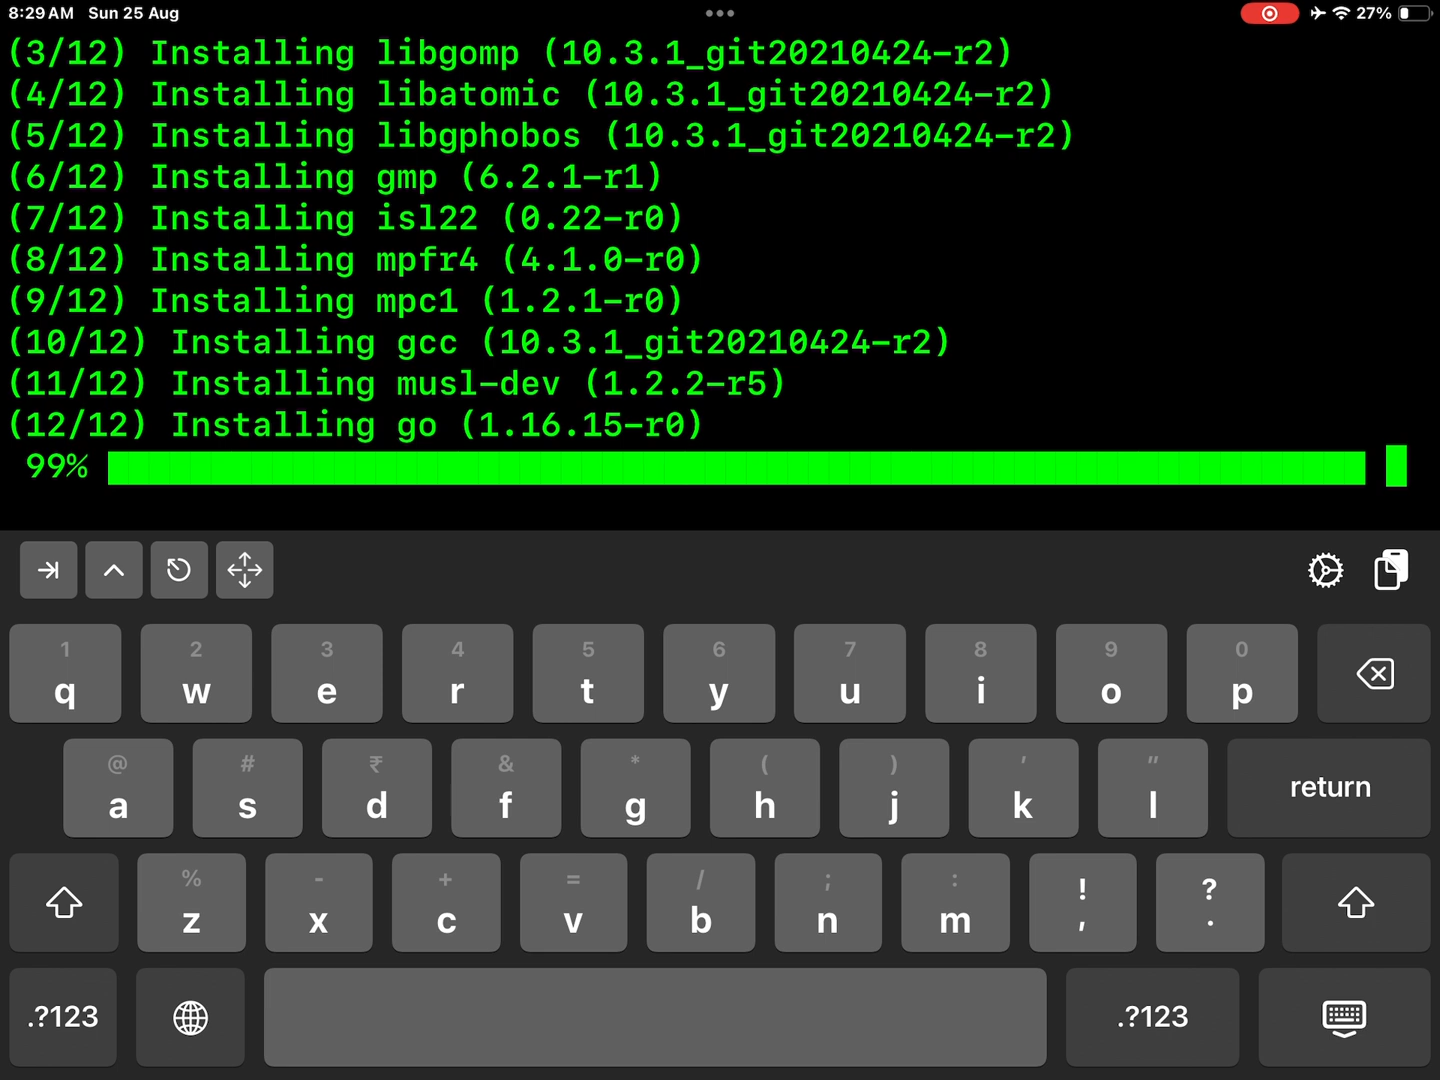 8:29 AM Sun 25 Aug 27%
(3/12) Installing libgomp (10.3.1_git20210424-r2)
(4/12) Installing libatomic (10.3.1_git20210424-r2)
(5/12) Installing libgphobos (10.3.1_git20210424-r2)
(6/12) Installing gmp (6.2.1-r1)
(7/12) Installing isl22 (0.22-r0)
(8/12) Installing mpfr4 (4.1.0-r0)
(9/12) Installing mpc1 (1.2.1-r0)
(10/12) Installing gcc (10.3.1_git20210424-r2)
(11/12) Installing musl-dev (1.2.2-r5)
(12/12) Installing go (1.16.15-r0)
99%
1 2 3 4 5 6 7 8 9 0
q w e r t y u i o p
@ # ₹ & * ( ) ' "
a s d f g h j k l return
% - + = / ; : ! ?
z x c v b n m , .
.?123 .?123